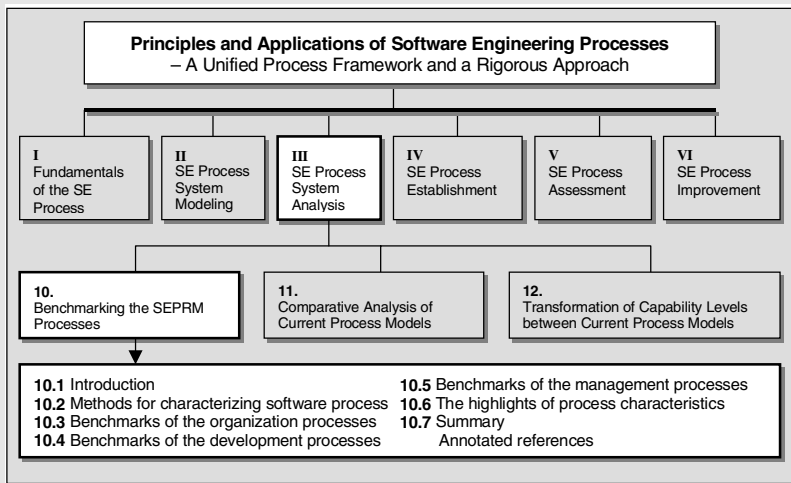 Principles and Applications of Software Engineering Processes
– A Unified Process Framework and a Rigorous Approach
I
Fundamentals
of the SE
Process
II
SE Process
System
Modeling
III
SE Process
System
Analysis
IV
SE Process
Establishment
V
SE Process
Assessment
VI
SE Process
Improvement
10.
Benchmarking the SEPRM
Processes
11.
Comparative Analysis of
Current Process Models
12.
Transformation of Capability Levels
between Current Process Models
10.1 Introduction
10.2 Methods for characterizing software process
10.3 Benchmarks of the organization processes
10.4 Benchmarks of the development processes
10.5 Benchmarks of the management processes
10.6 The highlights of process characteristics
10.7 Summary
Annotated references